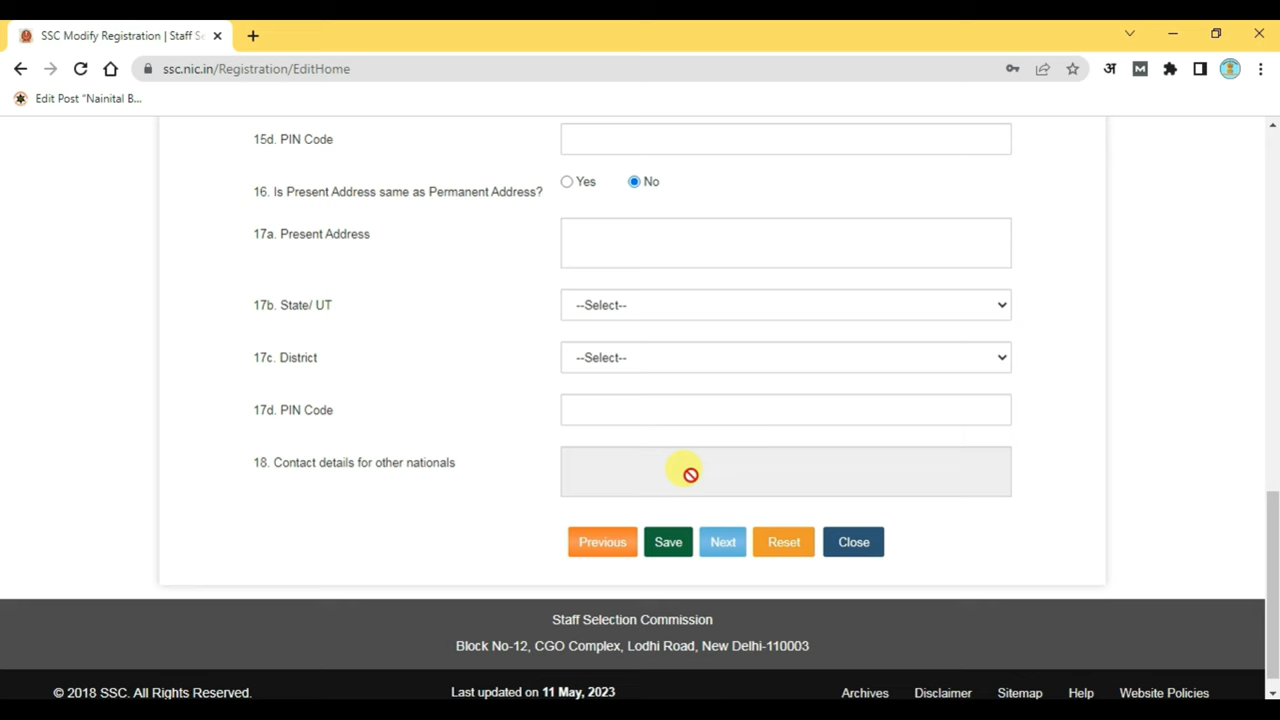 SSC Modify Registration | Staff Se
ssc.nic.in/Registration/EditHome
अ
M
Edit Post "Nainital B...
15d. PIN Code
16. Is Present Address same as Permanent Address?
Yes
No
17a. Present Address
17b. State/ UT
--Select--
17c. District
--Select--
17d. PIN Code
18. Contact details for other nationals
Previous
Save
Next
Reset
Close
Staff Selection Commission
Block No-12, CGO Complex, Lodhi Road, New Delhi-110003
© 2018 SSC. All Rights Reserved.
Last updated on 11 May, 2023
Archives
Disclaimer
Sitemap
Help
Website Policies